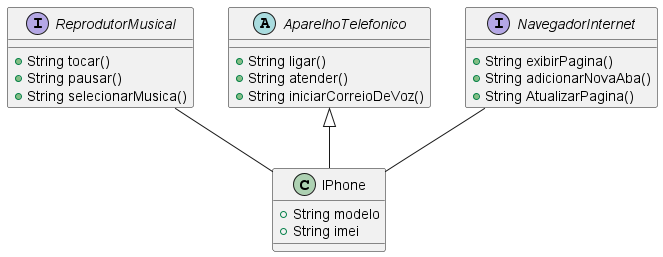 I ReprodutorMusical
String tocar()
String pausar()
String selecionarMusica()
A AparelhoTelefonico
String ligar()
String atender()
String iniciarCorreioDeVoz()
I NavegadorInternet
String exibirPagina()
String adicionarNovaAba()
String AtualizarPagina()
C IPhone
String modelo
String imei